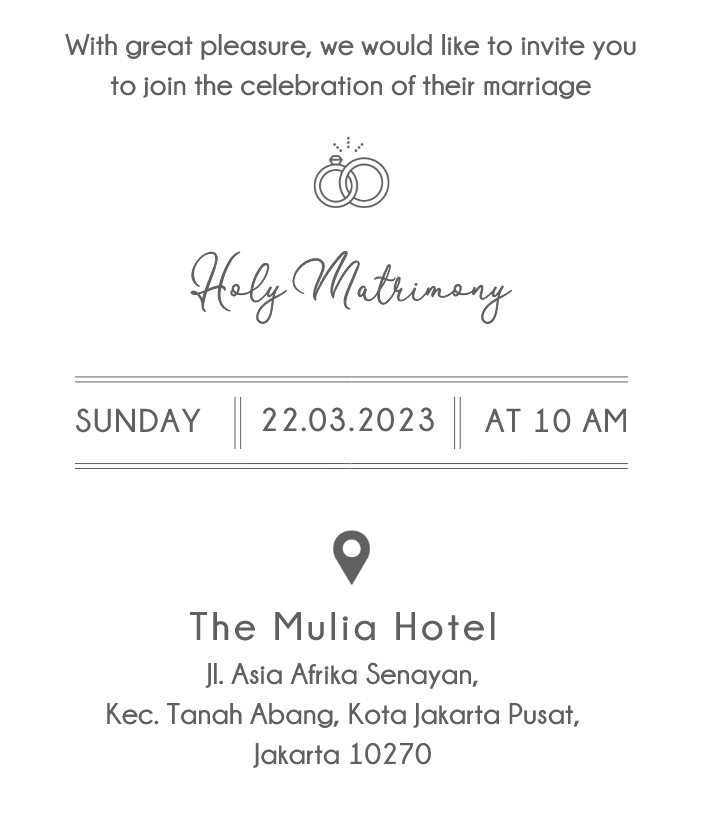 With great pleasure, we would like to invite you
to join the celebration of their marriage
Holy Matrimony
SUNDAY 22.03.2023 AT 10 AM
The Mulia Hotel
Jl. Asia Afrika Senayan,
Kec. Tanah Abang, Kota Jakarta Pusat,
Jakarta 10270